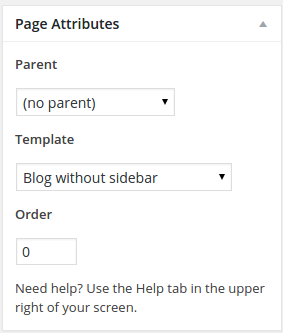 Page Attributes
Parent
(no parent)
Template
Blog without sidebar
Order
0
Need help? Use the Help tab in the upper
right of your screen.